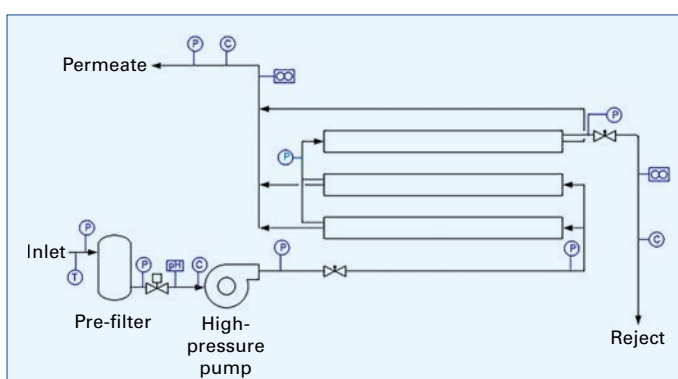 P
C
Permeate
P
P
P
Inlet
T
P
pH
C
P
P
C
Pre-filter
High-
pressure
pump
Reject